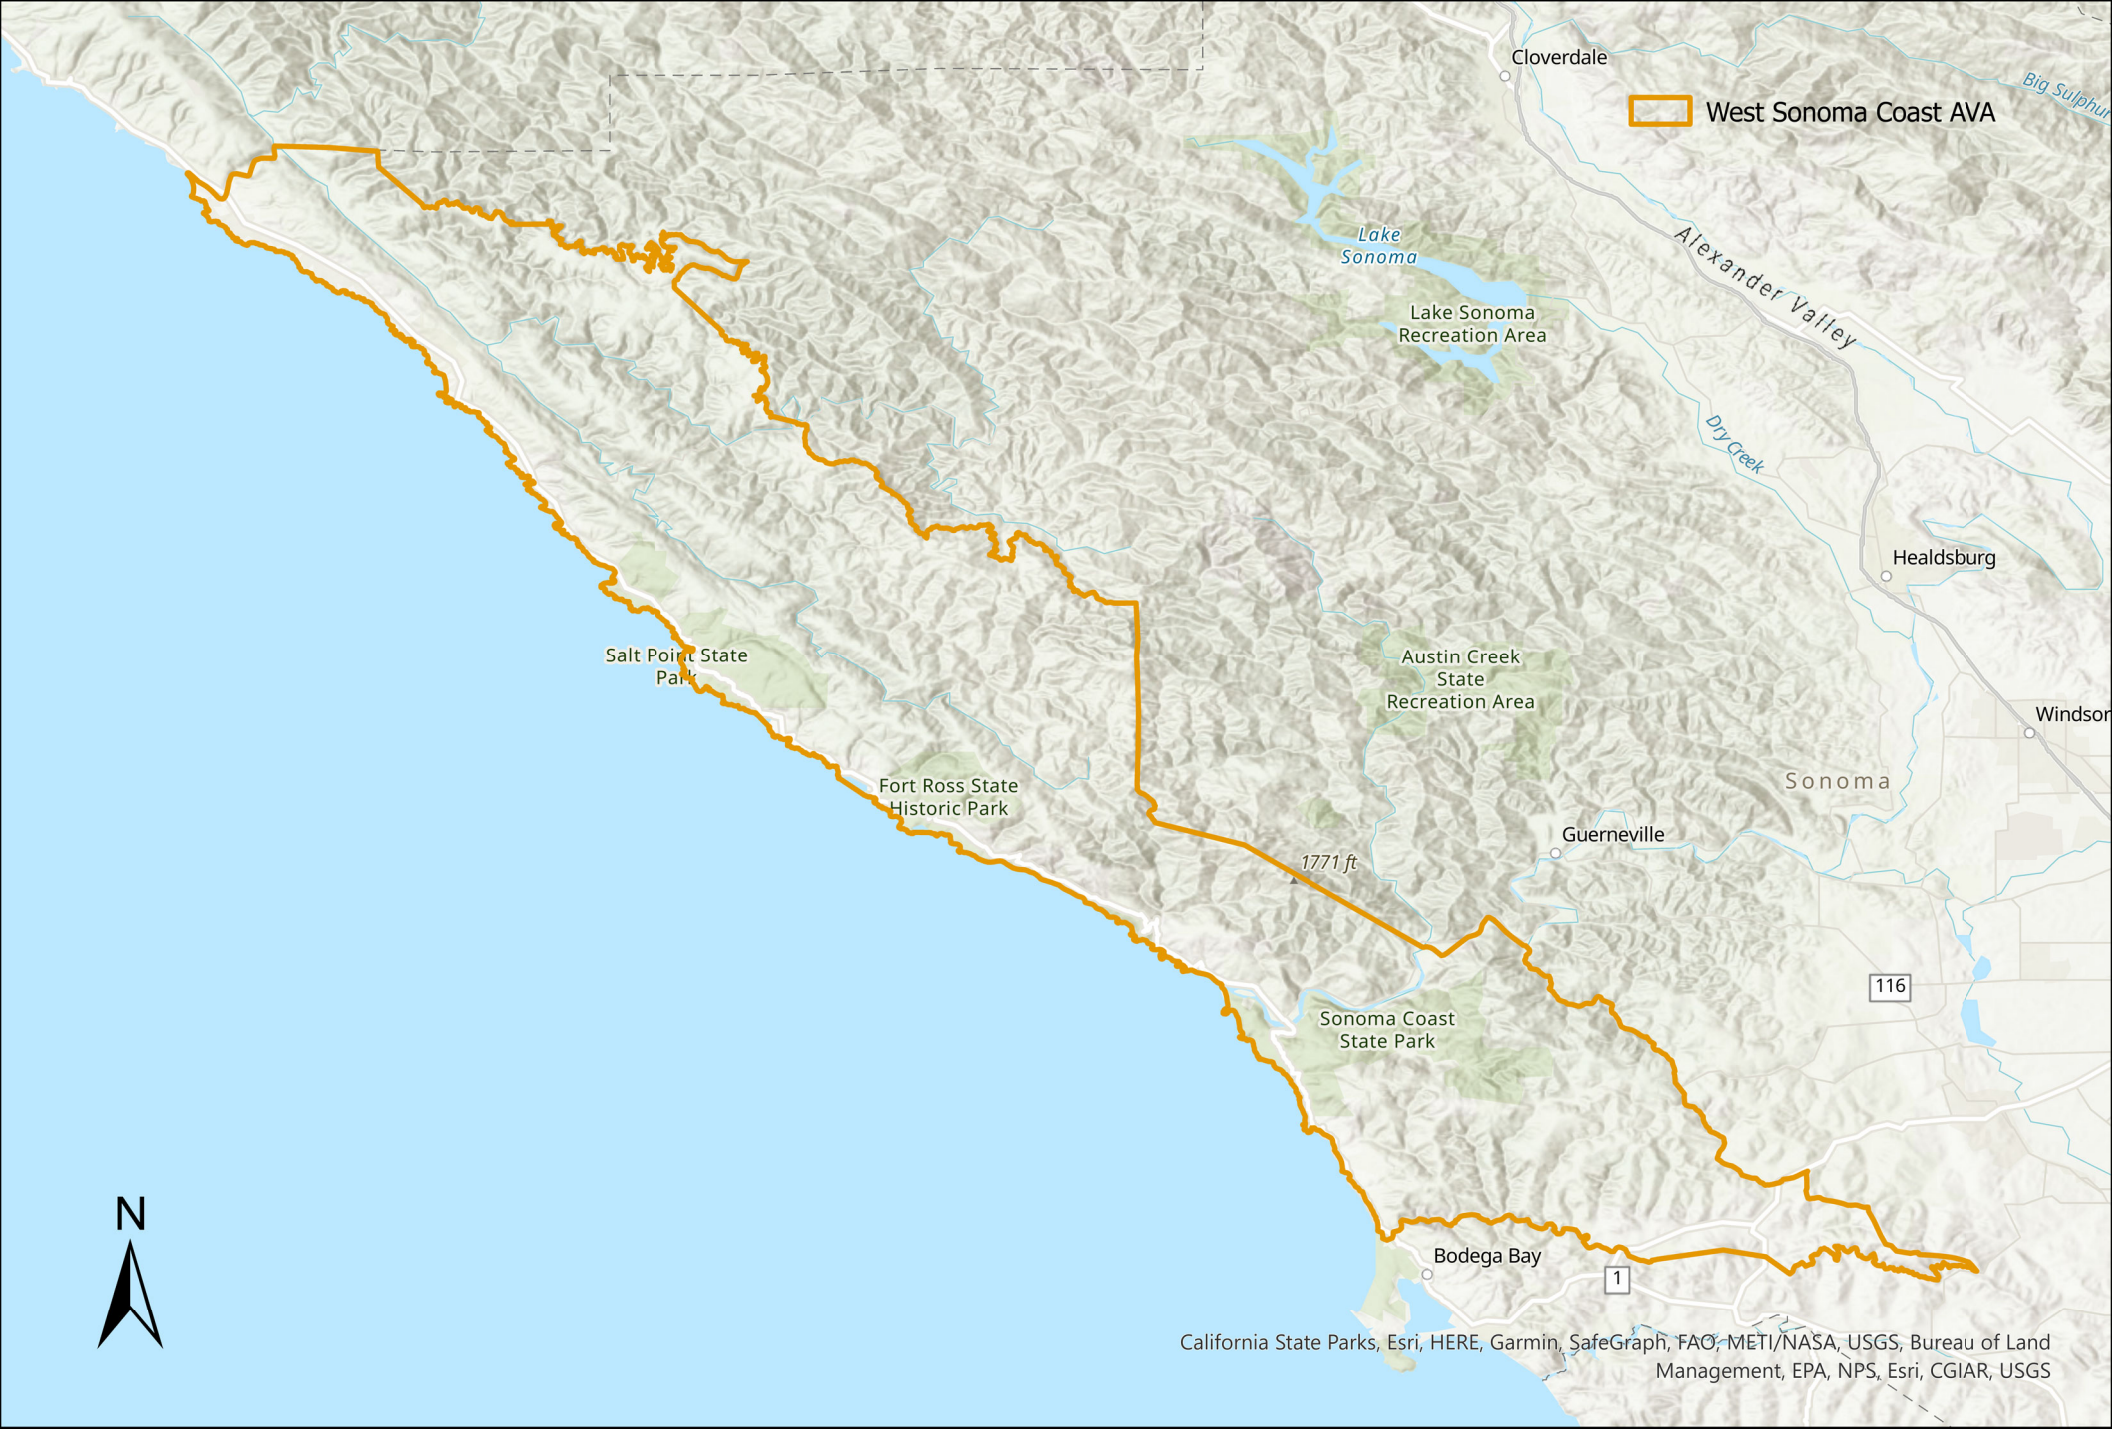 Cloverdale
Big Sulphur
West Sonoma Coast AVA
Lake
Sonoma
Alexander Valley
Lake Sonoma
Recreation Area
Dry Creek
Healdsburg
Salt Point State
Park
Austin Creek
State
Recreation Area
Windsor
Sonoma
Fort Ross State
Historic Park
Guerneville
1771 ft
116
Sonoma Coast
State Park
N
Bodega Bay
1
California State Parks, Esri, HERE, Garmin, SafeGraph, FAO, METI/NASA, USGS, Bureau of Land
Management, EPA, NPS, Esri, CGIAR, USGS